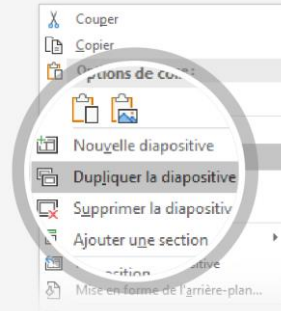 Couper
Copier
Options de
Nouvelle diapositive
Dupliquer la diapositive
Supprimer la diapositiv
Ajouter une section
Mise en forme de l'arrière-plan...